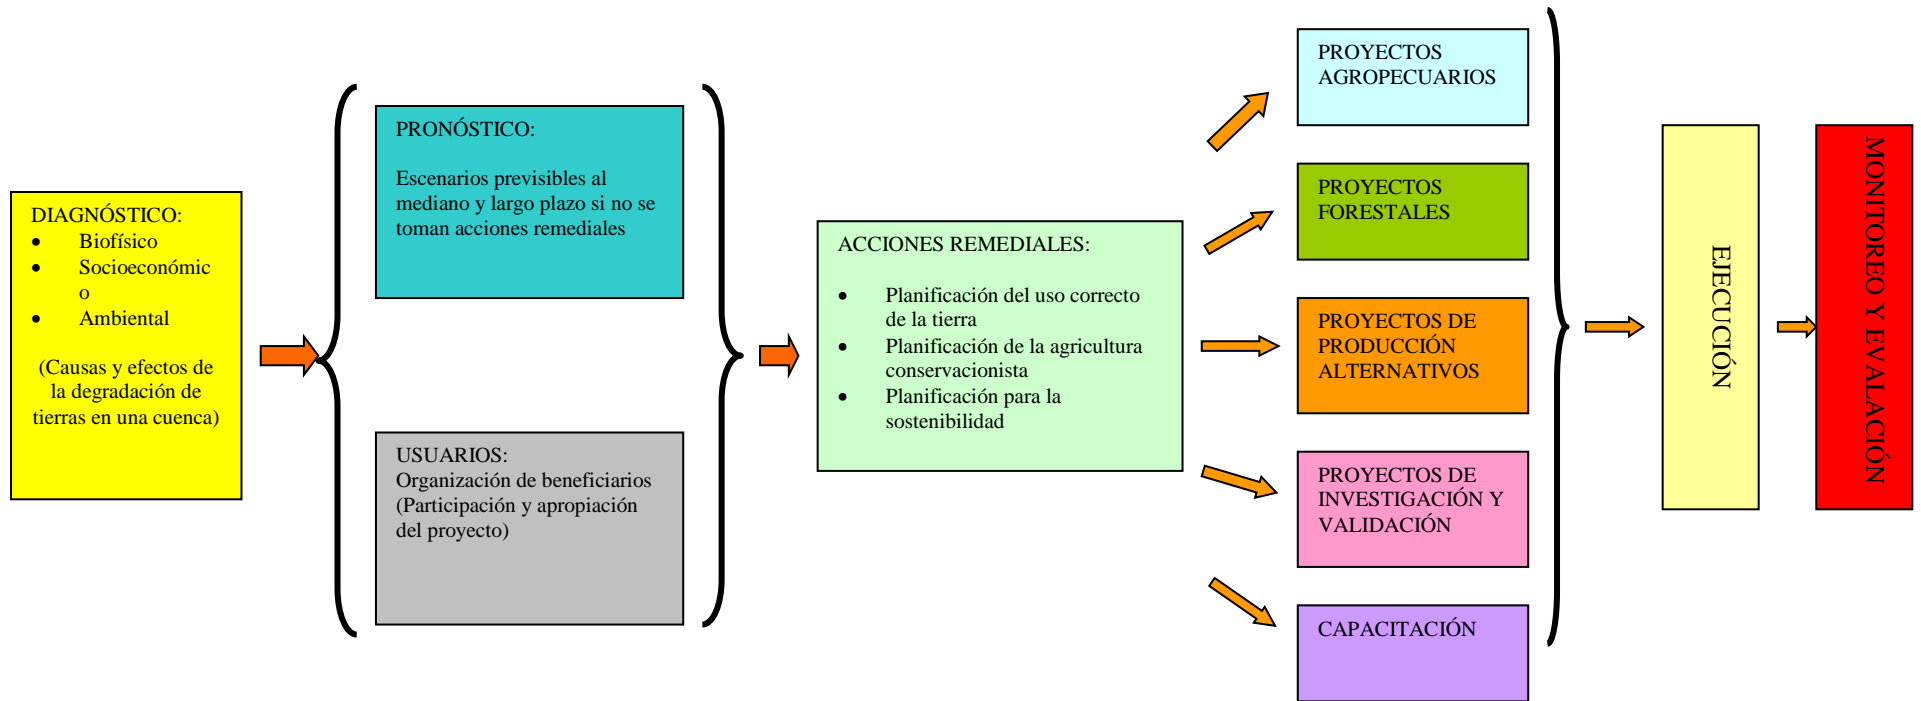 DIAGNÓSTICO:
• Biofísico
• Socioeconómic
o
• Ambiental
(Causas y efectos de
la degradación de
tierras en una cuenca)
PRONÓSTICO:
Escenarios previsibles al
mediano y largo plazo si no se
toman acciones remediales
USUARIOS:
Organización de beneficiarios
(Participación y apropiación
del proyecto)
ACCIONES REMEDIALES:
• Planificación del uso correcto
de la tierra
• Planificación de la agricultura
conservacionista
• Planificación para la
sostenibilidad
PROYECTOS
AGROPECUARIOS
PROYECTOS
FORESTALES
PROYECTOS DE
PRODUCCIÓN
ALTERNATIVOS
PROYECTOS DE
INVESTIGACIÓN Y
VALIDACIÓN
CAPACITACIÓN
EJECUCIÓN
MONITOREO Y EVALACIÓN